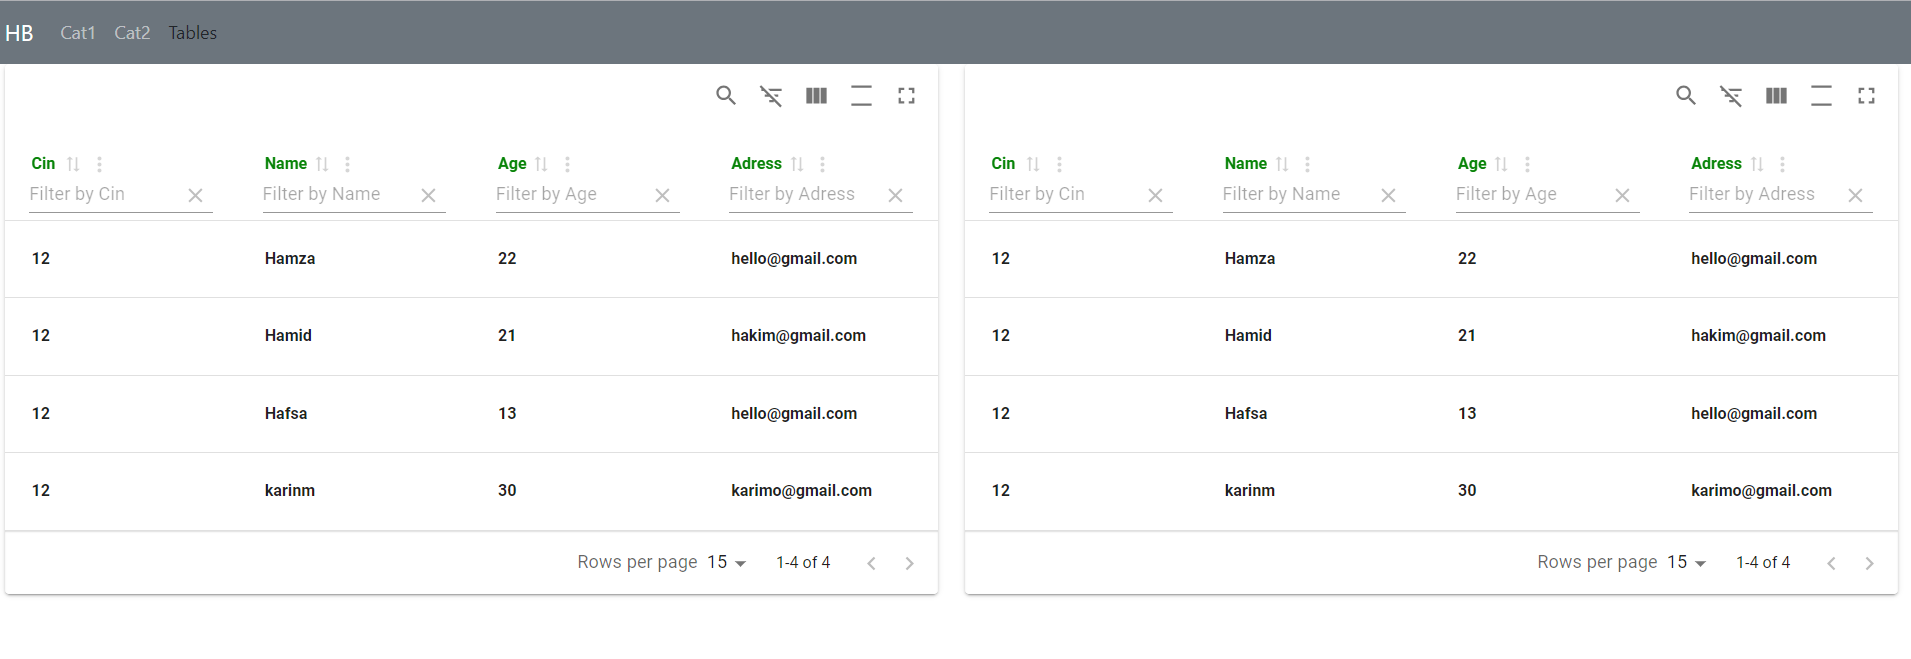 HB Cat1 Cat2 Tables
Cin Name Age Adress
Filter by Cin Filter by Name Filter by Age Filter by Adress
12 Hamza 22 hello@gmail.com
12 Hamid 21 hakim@gmail.com
12 Hafsa 13 hello@gmail.com
12 karinm 30 karimo@gmail.com
Rows per page 15 1-4 of 4
Cin Name Age Adress
Filter by Cin Filter by Name Filter by Age Filter by Adress
12 Hamza 22 hello@gmail.com
12 Hamid 21 hakim@gmail.com
12 Hafsa 13 hello@gmail.com
12 karinm 30 karimo@gmail.com
Rows per page 15 1-4 of 4